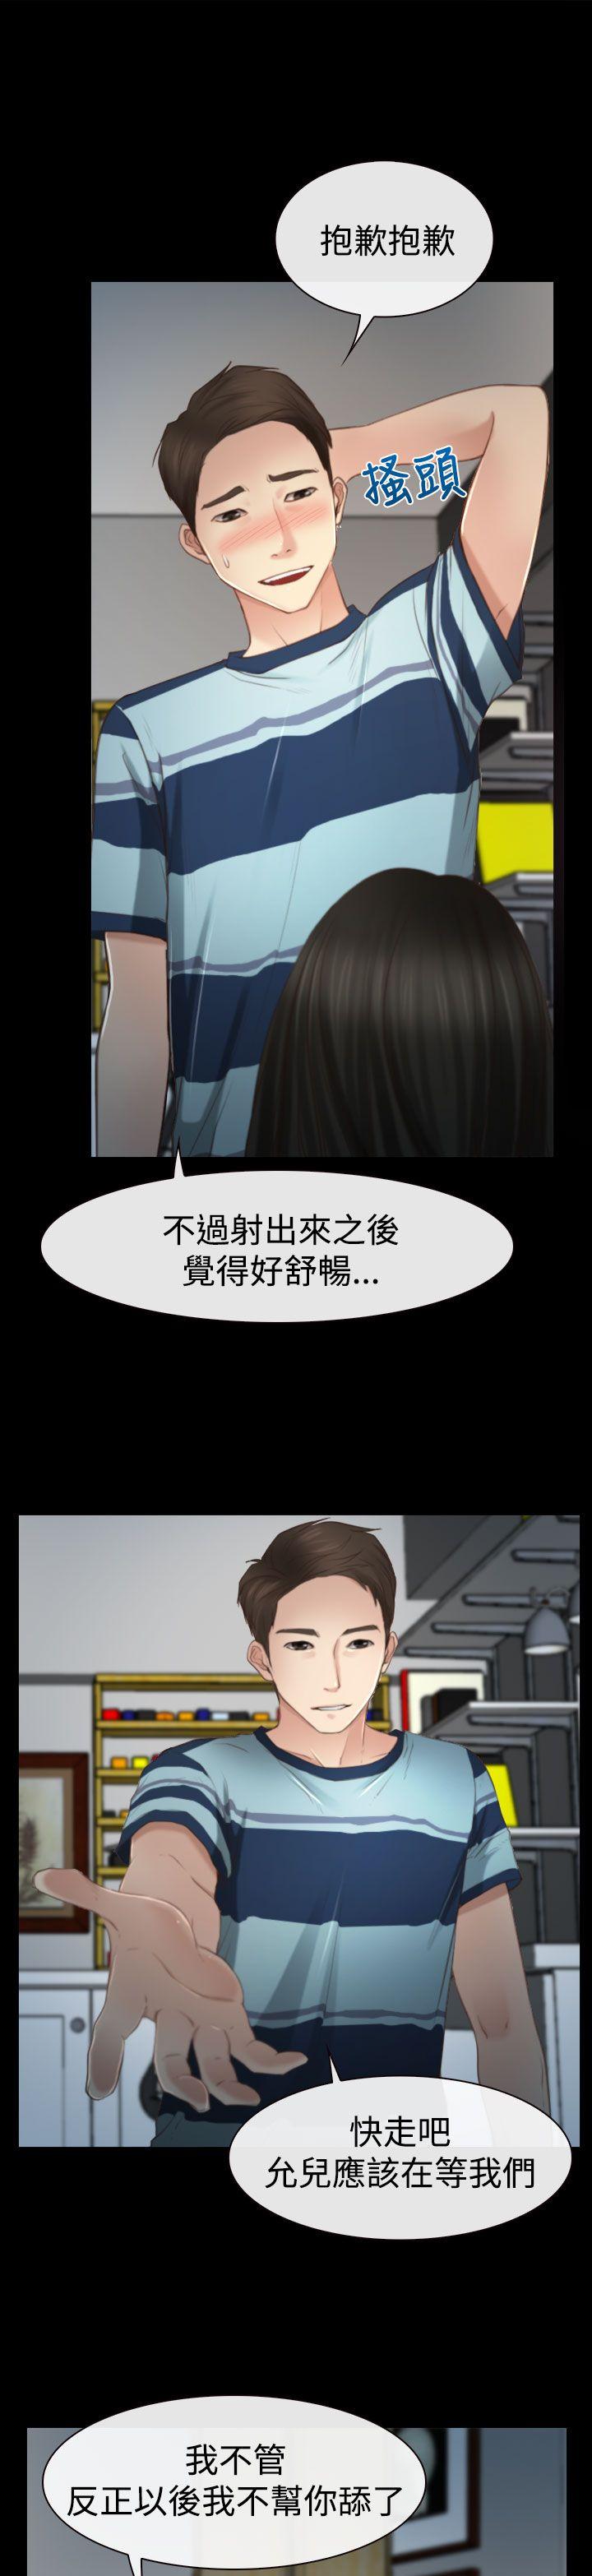 抱歉抱歉
搔頭
不過射出來之後
覺得好舒暢...
快走吧
允兒應該在等我們
我不管
反正以後我不幫你舔了